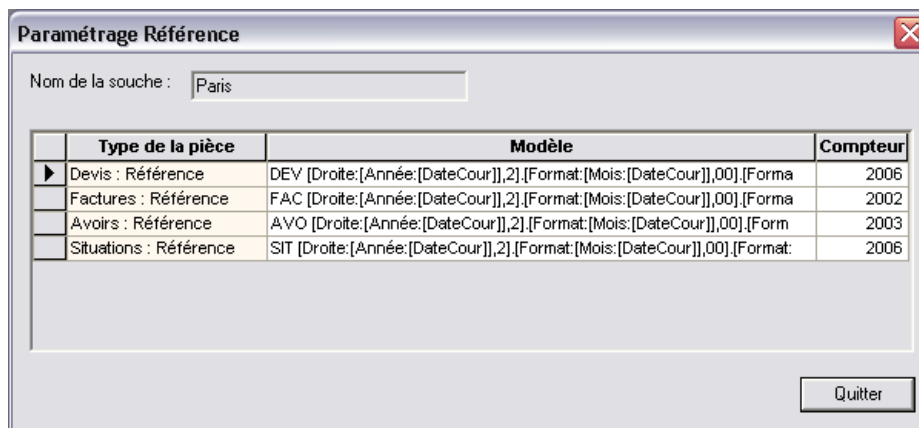 Paramétrage Référence
Nom de la souche : Paris
Type de la pièce Modèle Compteur
Devis : Référence DEV [Droite:[Année:[DateCour]],2].[Format:[Mois:[DateCour]],00].[Forma 2006
Factures : Référence FAC [Droite:[Année:[DateCour]],2].[Format:[Mois:[DateCour]],00].[Forma 2002
Avoirs : Référence AVO [Droite:[Année:[DateCour]],2].[Format:[Mois:[DateCour]],00].[Form 2003
Situations : Référence SIT [Droite:[Année:[DateCour]],2].[Format:[Mois:[DateCour]],00].[Format: 2006
Quitter